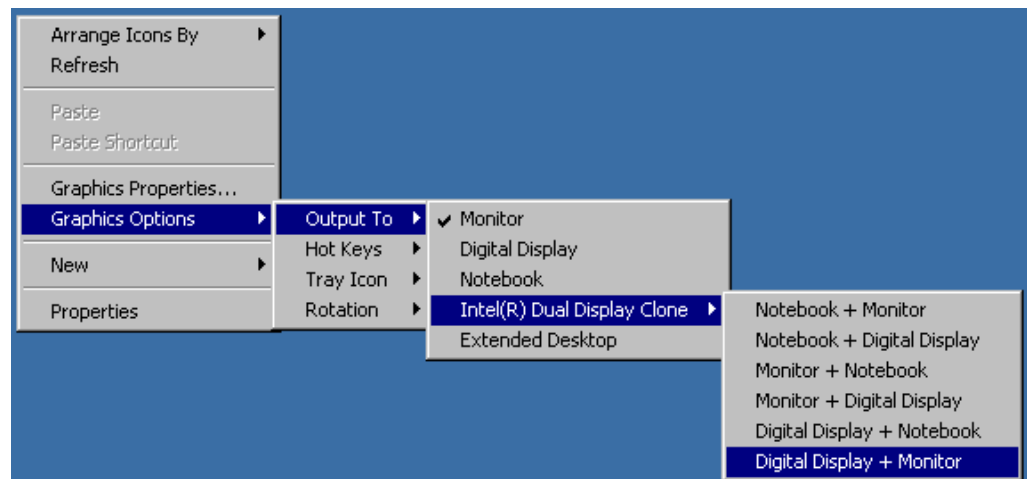 Arrange Icons By
Refresh
Paste
Paste Shortcut
Graphics Properties...
Graphics Options
New
Properties
Output To
Hot Keys
Tray Icon
Rotation
Monitor
Digital Display
Notebook
Intel(R) Dual Display Clone
Extended Desktop
Notebook + Monitor
Notebook + Digital Display
Monitor + Notebook
Monitor + Digital Display
Digital Display + Notebook
Digital Display + Monitor